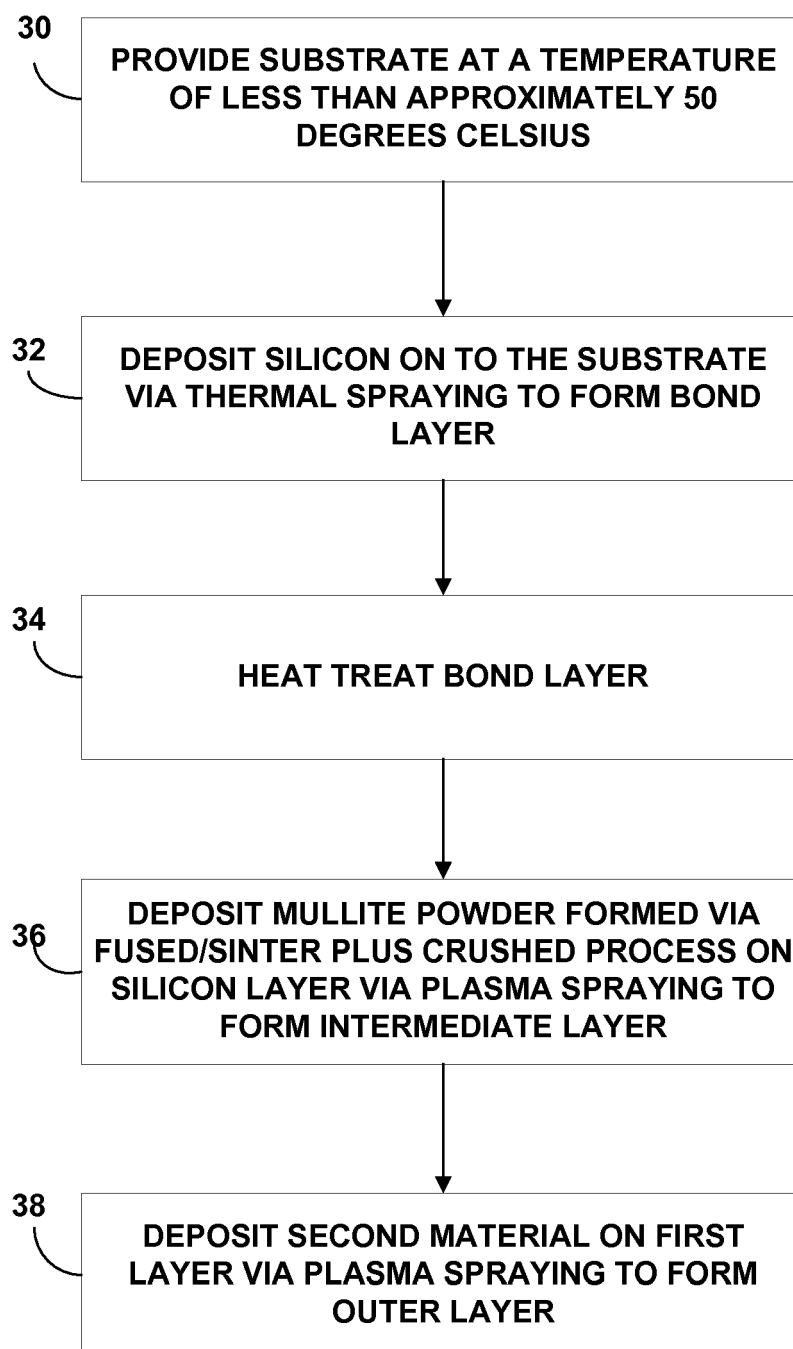 30
PROVIDE SUBSTRATE AT A TEMPERATURE
OF LESS THAN APPROXIMATELY 50
DEGREES CELSIUS
32
DEPOSIT SILICON ON TO THE SUBSTRATE
VIA THERMAL SPRAYING TO FORM BOND
LAYER
34
HEAT TREAT BOND LAYER
36
DEPOSIT MULLITE POWDER FORMED VIA
FUSED/SINTER PLUS CRUSHED PROCESS ON
SILICON LAYER VIA PLASMA SPRAYING TO
FORM INTERMEDIATE LAYER
38
DEPOSIT SECOND MATERIAL ON FIRST
LAYER VIA PLASMA SPRAYING TO FORM
OUTER LAYER